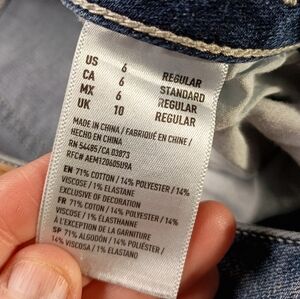 US 6 REGULAR
CA 6 STANDARD
MX 6 REGULAR
UK 10 REGULAR
MADE IN CHINA / FABRIQUÉ EN CHINE /
HECHO EN CHINA
RN 54485/ CA 03873
RFC# AEM120605U9A
EN 71% COTTON / 14% POLYESTER / 14%
VISCOSE / 1% ELASTANE
EXCLUSIVE OF DECORATION
FR 71% COTON / 14% POLYESTER / 14%
VISCOSE / 1% ÉLASTHANNE
À L'EXCEPTION DE LA GARNITURE
SP 71% ALGODÓN / 14% POLIÉSTER /
14% VISCOSA / 1% ELASTANO